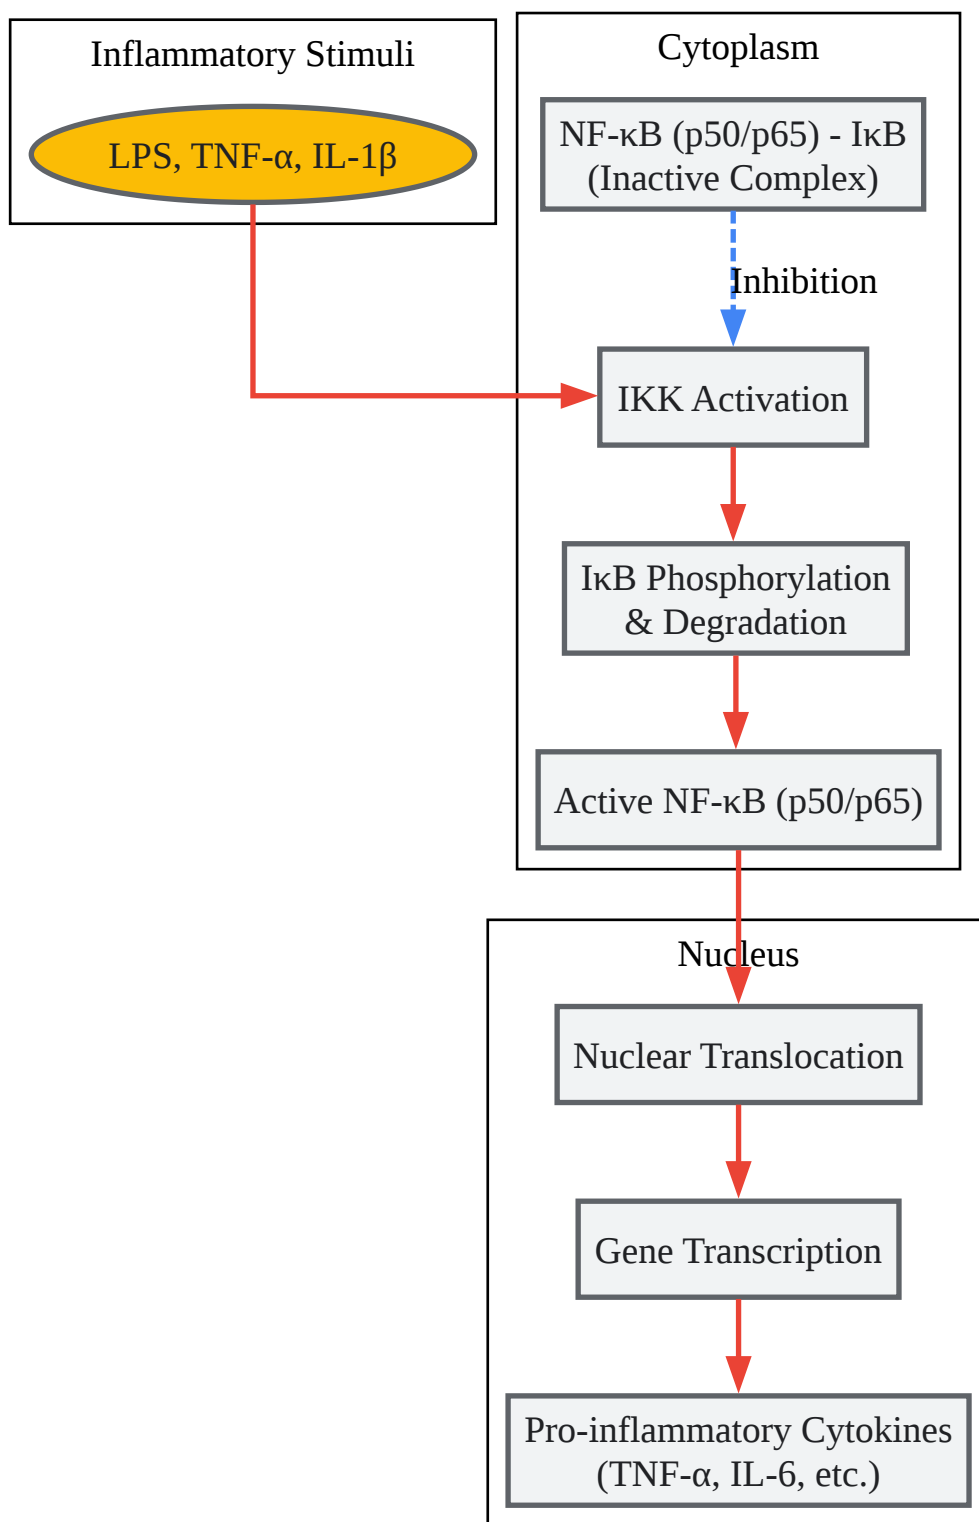 Inflammatory Stimuli
LPS, TNF-α, IL-1β
Cytoplasm
NF-κB (p50/p65) - IκB
(Inactive Complex)
Inhibition
IKK Activation
IκB Phosphorylation
& Degradation
Active NF-κB (p50/p65)
Nucleus
Nuclear Translocation
Gene Transcription
Pro-inflammatory Cytokines
(TNF-α, IL-6, etc.)